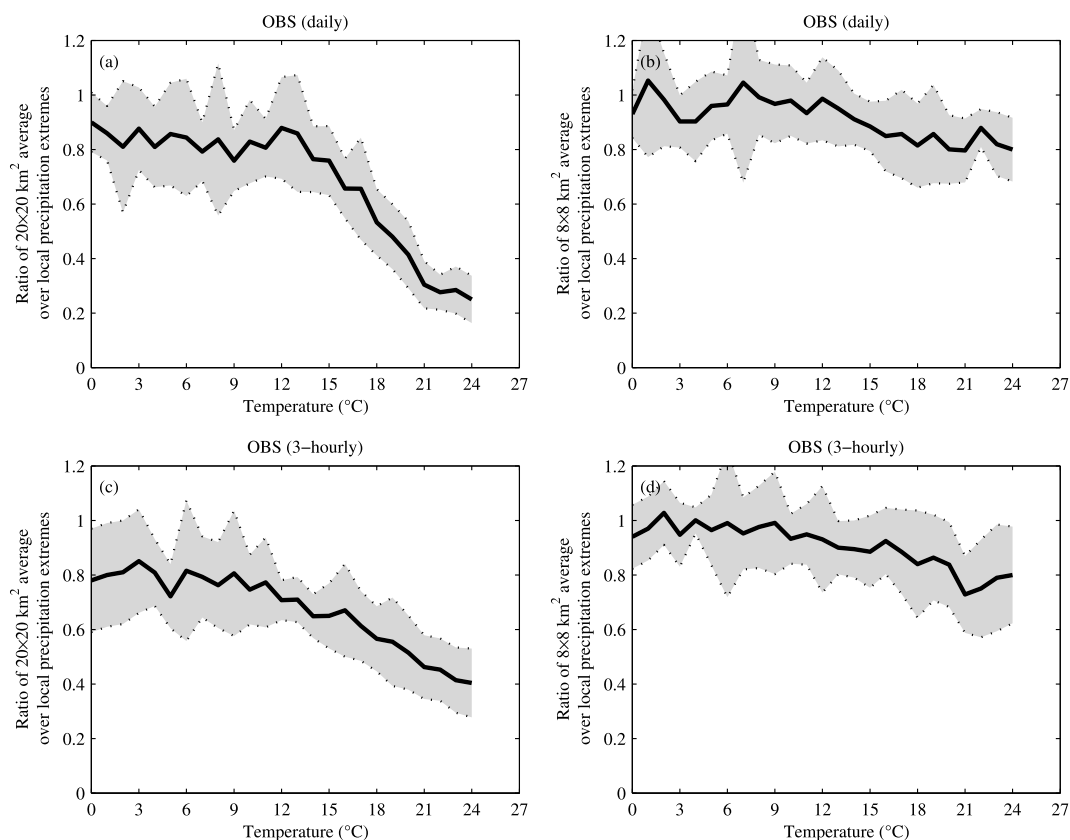 OBS (daily)
(a)
Ratio of 20×20 km² average
over local precipitation extremes
1.2
1
0.8
0.6
0.4
0.2
0
0 3 6 9 12 15 18 21 24 27
Temperature (°C)
OBS (daily)
(b)
Ratio of 8×8 km² average
over local precipitation extremes
1.2
1
0.8
0.6
0.4
0.2
0
0 3 6 9 12 15 18 21 24 27
Temperature (°C)
OBS (3−hourly)
(c)
Ratio of 20×20 km² average
over local precipitation extremes
1.2
1
0.8
0.6
0.4
0.2
0
0 3 6 9 12 15 18 21 24 27
Temperature (°C)
OBS (3−hourly)
(d)
Ratio of 8×8 km² average
over local precipitation extremes
1.2
1
0.8
0.6
0.4
0.2
0
0 3 6 9 12 15 18 21 24 27
Temperature (°C)